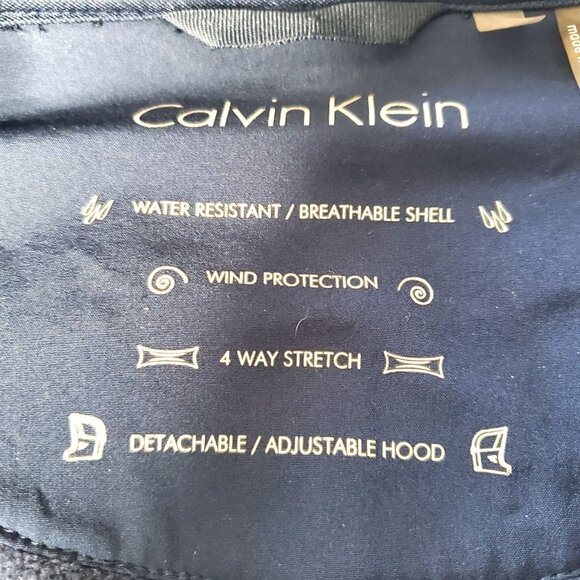 Calvin Klein
WATER RESISTANT / BREATHABLE SHELL
WIND PROTECTION
4 WAY STRETCH
DETACHABLE / ADJUSTABLE HOOD